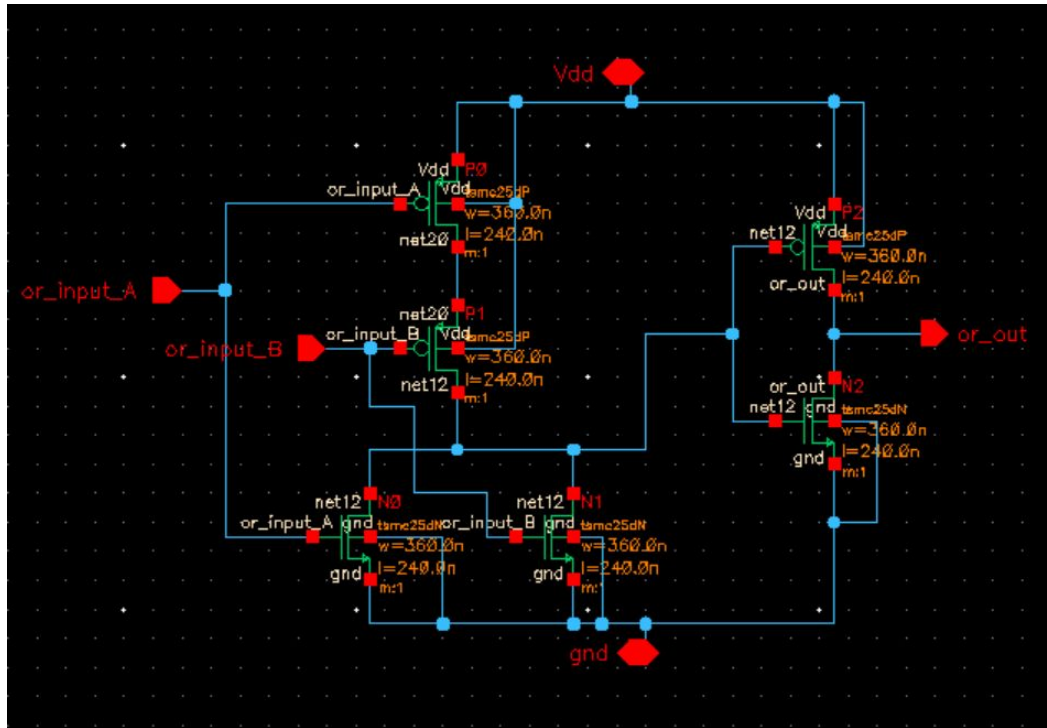 Vdd
Vdd P0
or_input_A Vdd tsmc25dP
w=360.0n
l=240.0n
net20
m:1
Vdd P2
net12 Vdd tsmc25dP
w=360.0n
l=240.0n
or_out
m:1
or_input_A
net20 P1
or_input_B
or_input_B Vdd tsmc25dP
w=360.0n
l=240.0n
net12
m:1
or_out
or_out N2
net12 gnd tsmc25dN
w=360.0n
l=240.0n
gnd
m:1
net12 N0
or_input_A gnd tsmc25dN
w=360.0n
l=240.0n
gnd
m:1
net12 N1
or_input_B gnd tsmc25dN
w=360.0n
l=240.0n
gnd
m:1
gnd